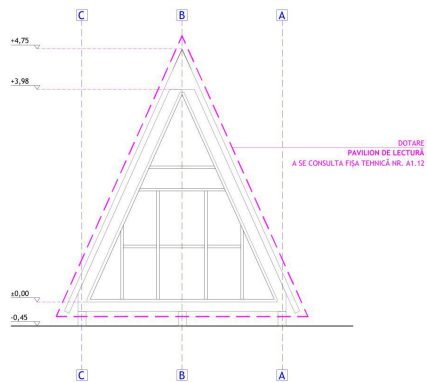 C B A
+4,75
+3,98
DOTARE
PAVILION DE LECTURĂ
A SE CONSULTA FIȘA TEHNICĂ NR. A1.12
±0,00
-0,45
C B A